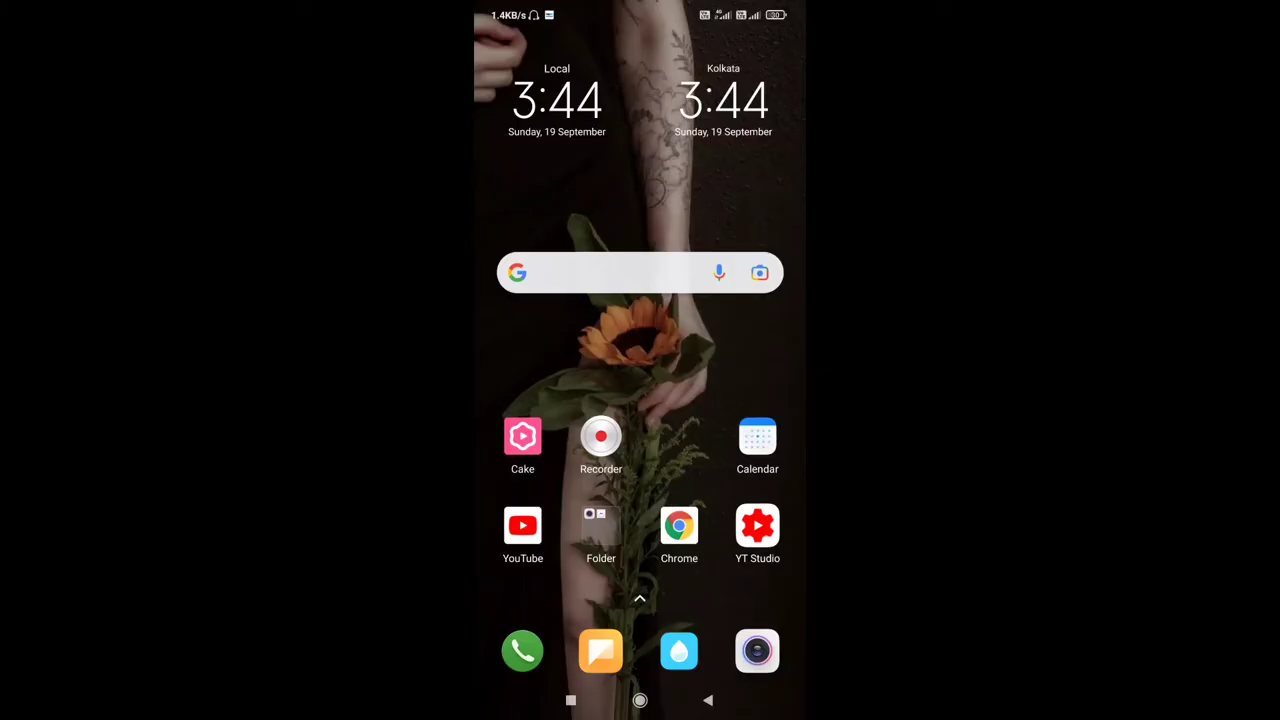 1.4KB/s
Local
Kolkata
3:44
3:44
Sunday, 19 September
Sunday, 19 September
Cake
Recorder
Calendar
YouTube
Folder
Chrome
YT Studio